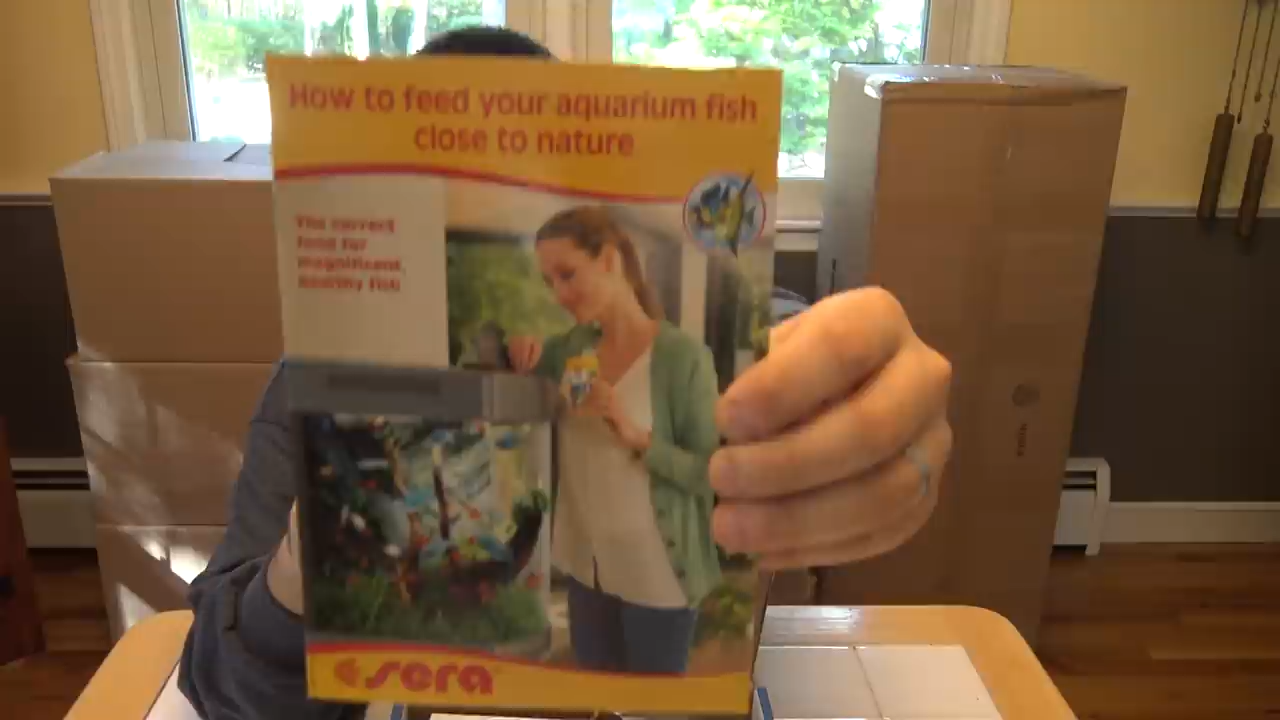 How to feed your aquarium fish
close to nature
The correct
food for
magnificent,
healthy fish
sera